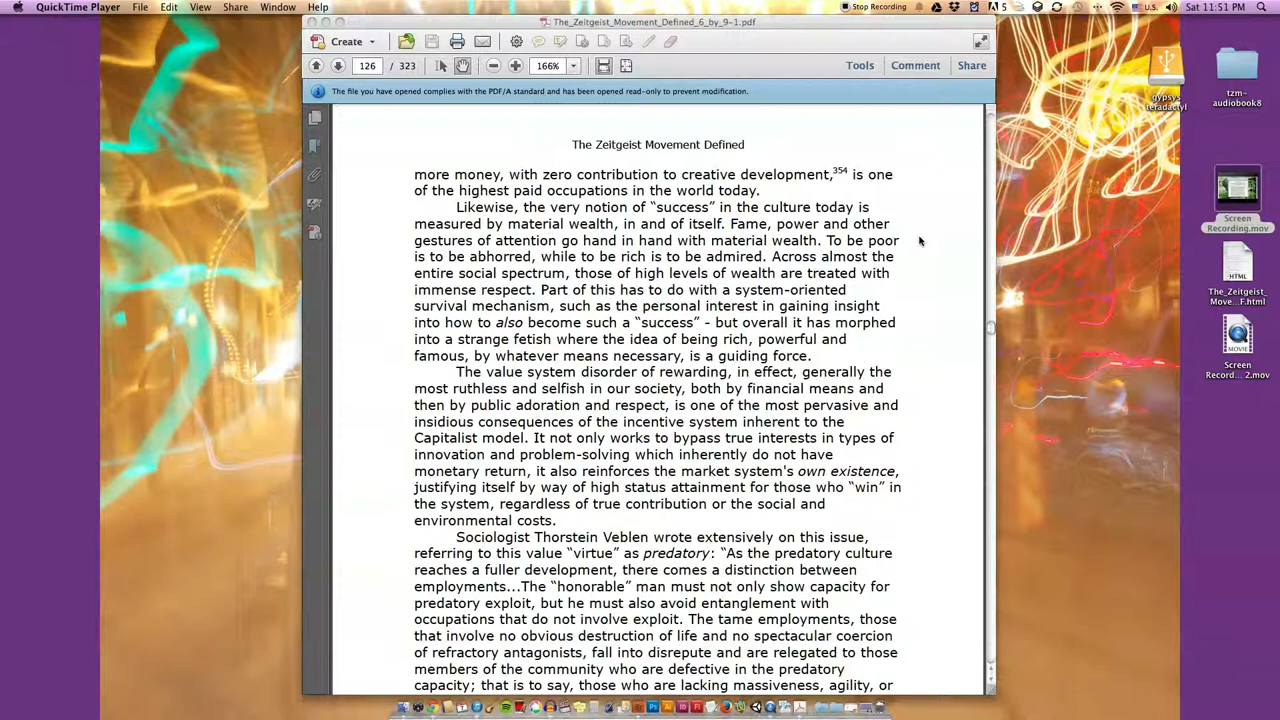 QuickTime Player File Edit View Share Window Help Stop Recording 5 U.S. Sat 11:51 PM
The_Zeitgeist_Movement_Defined_6_by_9-1.pdf
Create
126 / 323 166% Tools Comment Share
The file you have opened complies with the PDF/A standard and has been opened read-only to prevent modification.
The Zeitgeist Movement Defined
more money, with zero contribution to creative development,354 is one
of the highest paid occupations in the world today.
Likewise, the very notion of “success” in the culture today is
measured by material wealth, in and of itself. Fame, power and other
gestures of attention go hand in hand with material wealth. To be poor
is to be abhorred, while to be rich is to be admired. Across almost the
entire social spectrum, those of high levels of wealth are treated with
immense respect. Part of this has to do with a system-oriented
survival mechanism, such as the personal interest in gaining insight
into how to also become such a “success” - but overall it has morphed
into a strange fetish where the idea of being rich, powerful and
famous, by whatever means necessary, is a guiding force.
The value system disorder of rewarding, in effect, generally the
most ruthless and selfish in our society, both by financial means and
then by public adoration and respect, is one of the most pervasive and
insidious consequences of the incentive system inherent to the
Capitalist model. It not only works to bypass true interests in types of
innovation and problem-solving which inherently do not have
monetary return, it also reinforces the market system's own existence,
justifying itself by way of high status attainment for those who “win” in
the system, regardless of true contribution or the social and
environmental costs.
Sociologist Thorstein Veblen wrote extensively on this issue,
referring to this value “virtue” as predatory: “As the predatory culture
reaches a fuller development, there comes a distinction between
employments...The “honorable” man must not only show capacity for
predatory exploit, but he must also avoid entanglement with
occupations that do not involve exploit. The tame employments, those
that involve no obvious destruction of life and no spectacular coercion
of refractory antagonists, fall into disrepute and are relegated to those
members of the community who are defective in the predatory
capacity; that is to say, those who are lacking massiveness, agility, or
gypsys
teradactyl
tzm-
audiobook8
Screen
Recording.mov
HTML
The_Zeitgeist_
Move...F.html
MOVIE
Screen
Record... 2.mov